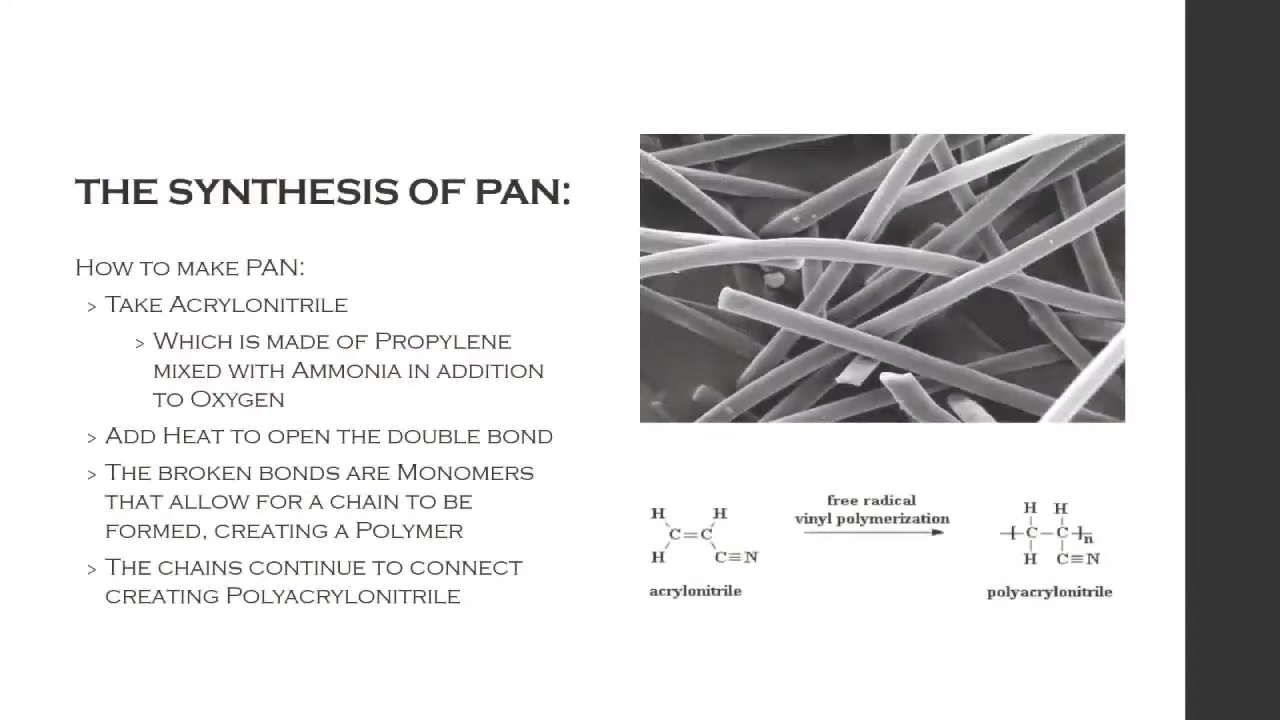 THE SYNTHESIS OF PAN:
HOW TO MAKE PAN:
> TAKE ACRYLONITRILE
> WHICH IS MADE OF PROPYLENE
MIXED WITH AMMONIA IN ADDITION
TO OXYGEN
> ADD HEAT TO OPEN THE DOUBLE BOND
> THE BROKEN BONDS ARE MONOMERS
THAT ALLOW FOR A CHAIN TO BE
FORMED, CREATING A POLYMER
> THE CHAINS CONTINUE TO CONNECT
CREATING POLYACRYLONITRILE
H H
C=C
H C≡N
acrylonitrile
free radical
vinyl polymerization
H H
C–C n
H C≡N
polyacrylonitrile